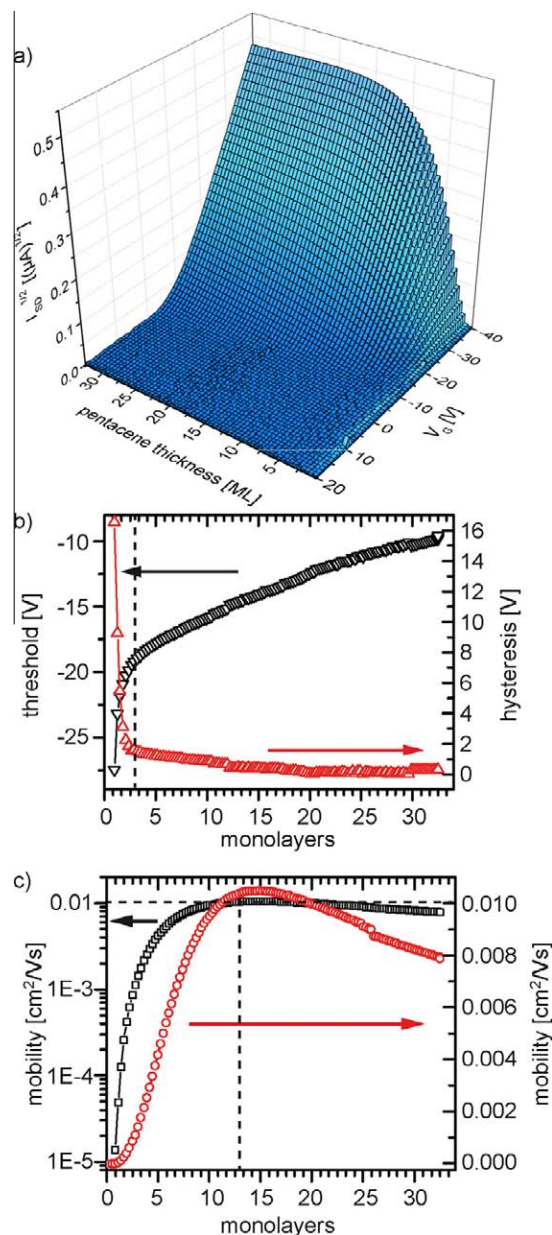 a)
I_SD^1/2 [(µA)^1/2]
0.5
0.4
0.3
0.2
0.1
0.0
30
25
20
15
10
5
pentacene thickness [ML]
-40
-30
-20
-10
0
10
20
V_G [V]
b)
threshold [V]
-10
-15
-20
-25
16
14
12
10
8
6
4
2
0
hysteresis [V]
0 5 10 15 20 25 30
monolayers
c)
mobility [cm²/Vs]
0.01
1E-3
1E-4
1E-5
0.010
0.008
0.006
0.004
0.002
0.000
mobility [cm²/Vs]
0 5 10 15 20 25 30
monolayers